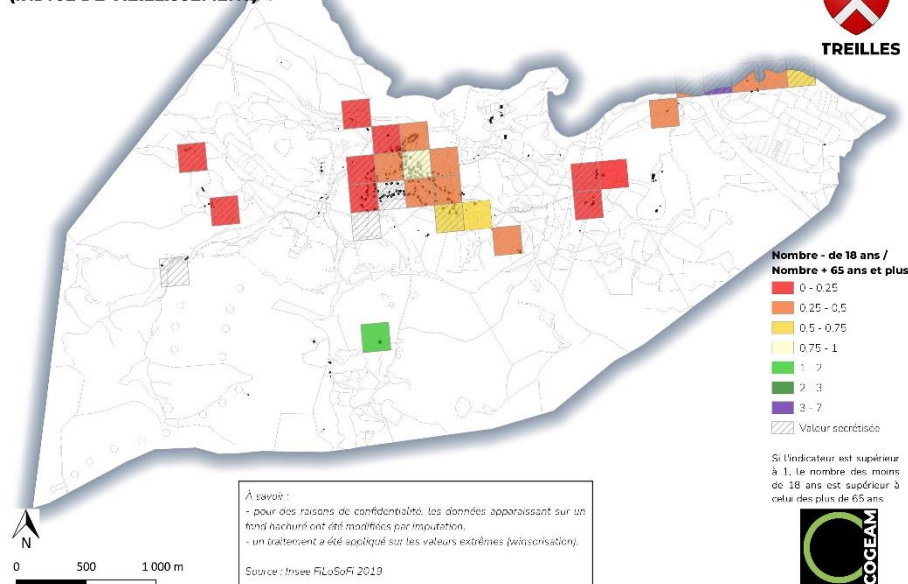 TREILLES
Nombre - de 18 ans /
Nombre + 65 ans et plus
0 - 0.25
0.25 - 0,5
0.5 - 0.75
0.75 - 1
1 - 2
2 - 3
3 - 7
Valeur secrétisée
Si l'indicateur est supérieur
à 1, le nombre des moins
de 18 ans est supérieur à
celui des plus de 65 ans
À savoir :
- pour des raisons de confidentialité, les données apparaissant sur un
fond hachuré ont été modifiées par imputation.
- un traitement a été appliqué sur les valeurs extrêmes (winsorisation).
Source : Insee FiLoSoFi 2019
N
0 500 1 000 m
COGEAM